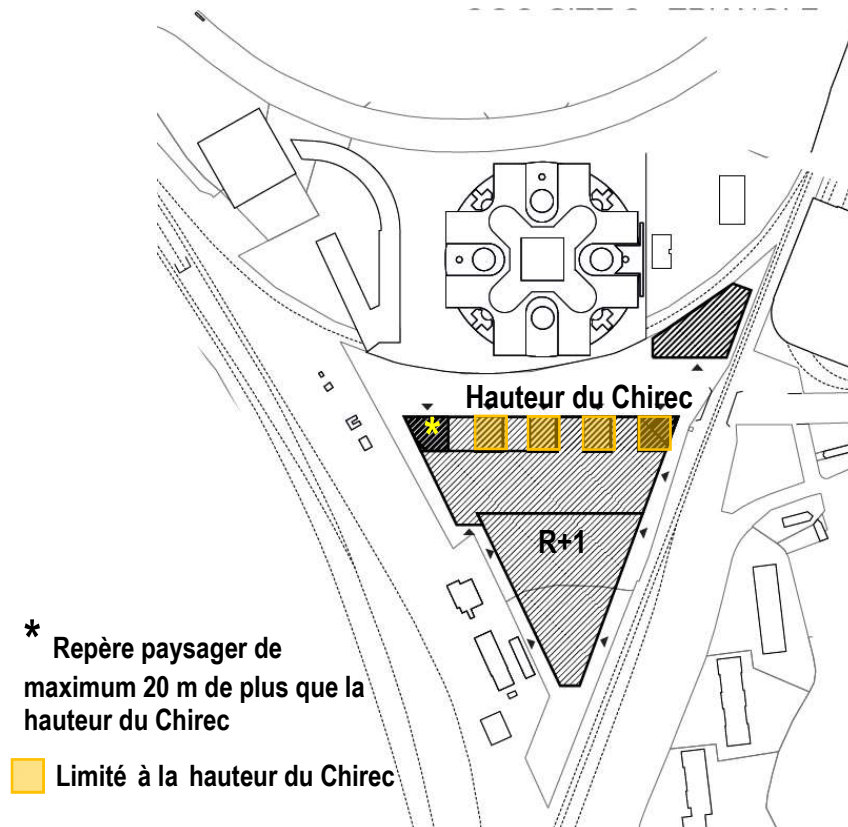 Hauteur du Chirec
*
R+1
* Repère paysager de
maximum 20 m de plus que la
hauteur du Chirec
Limité à la hauteur du Chirec